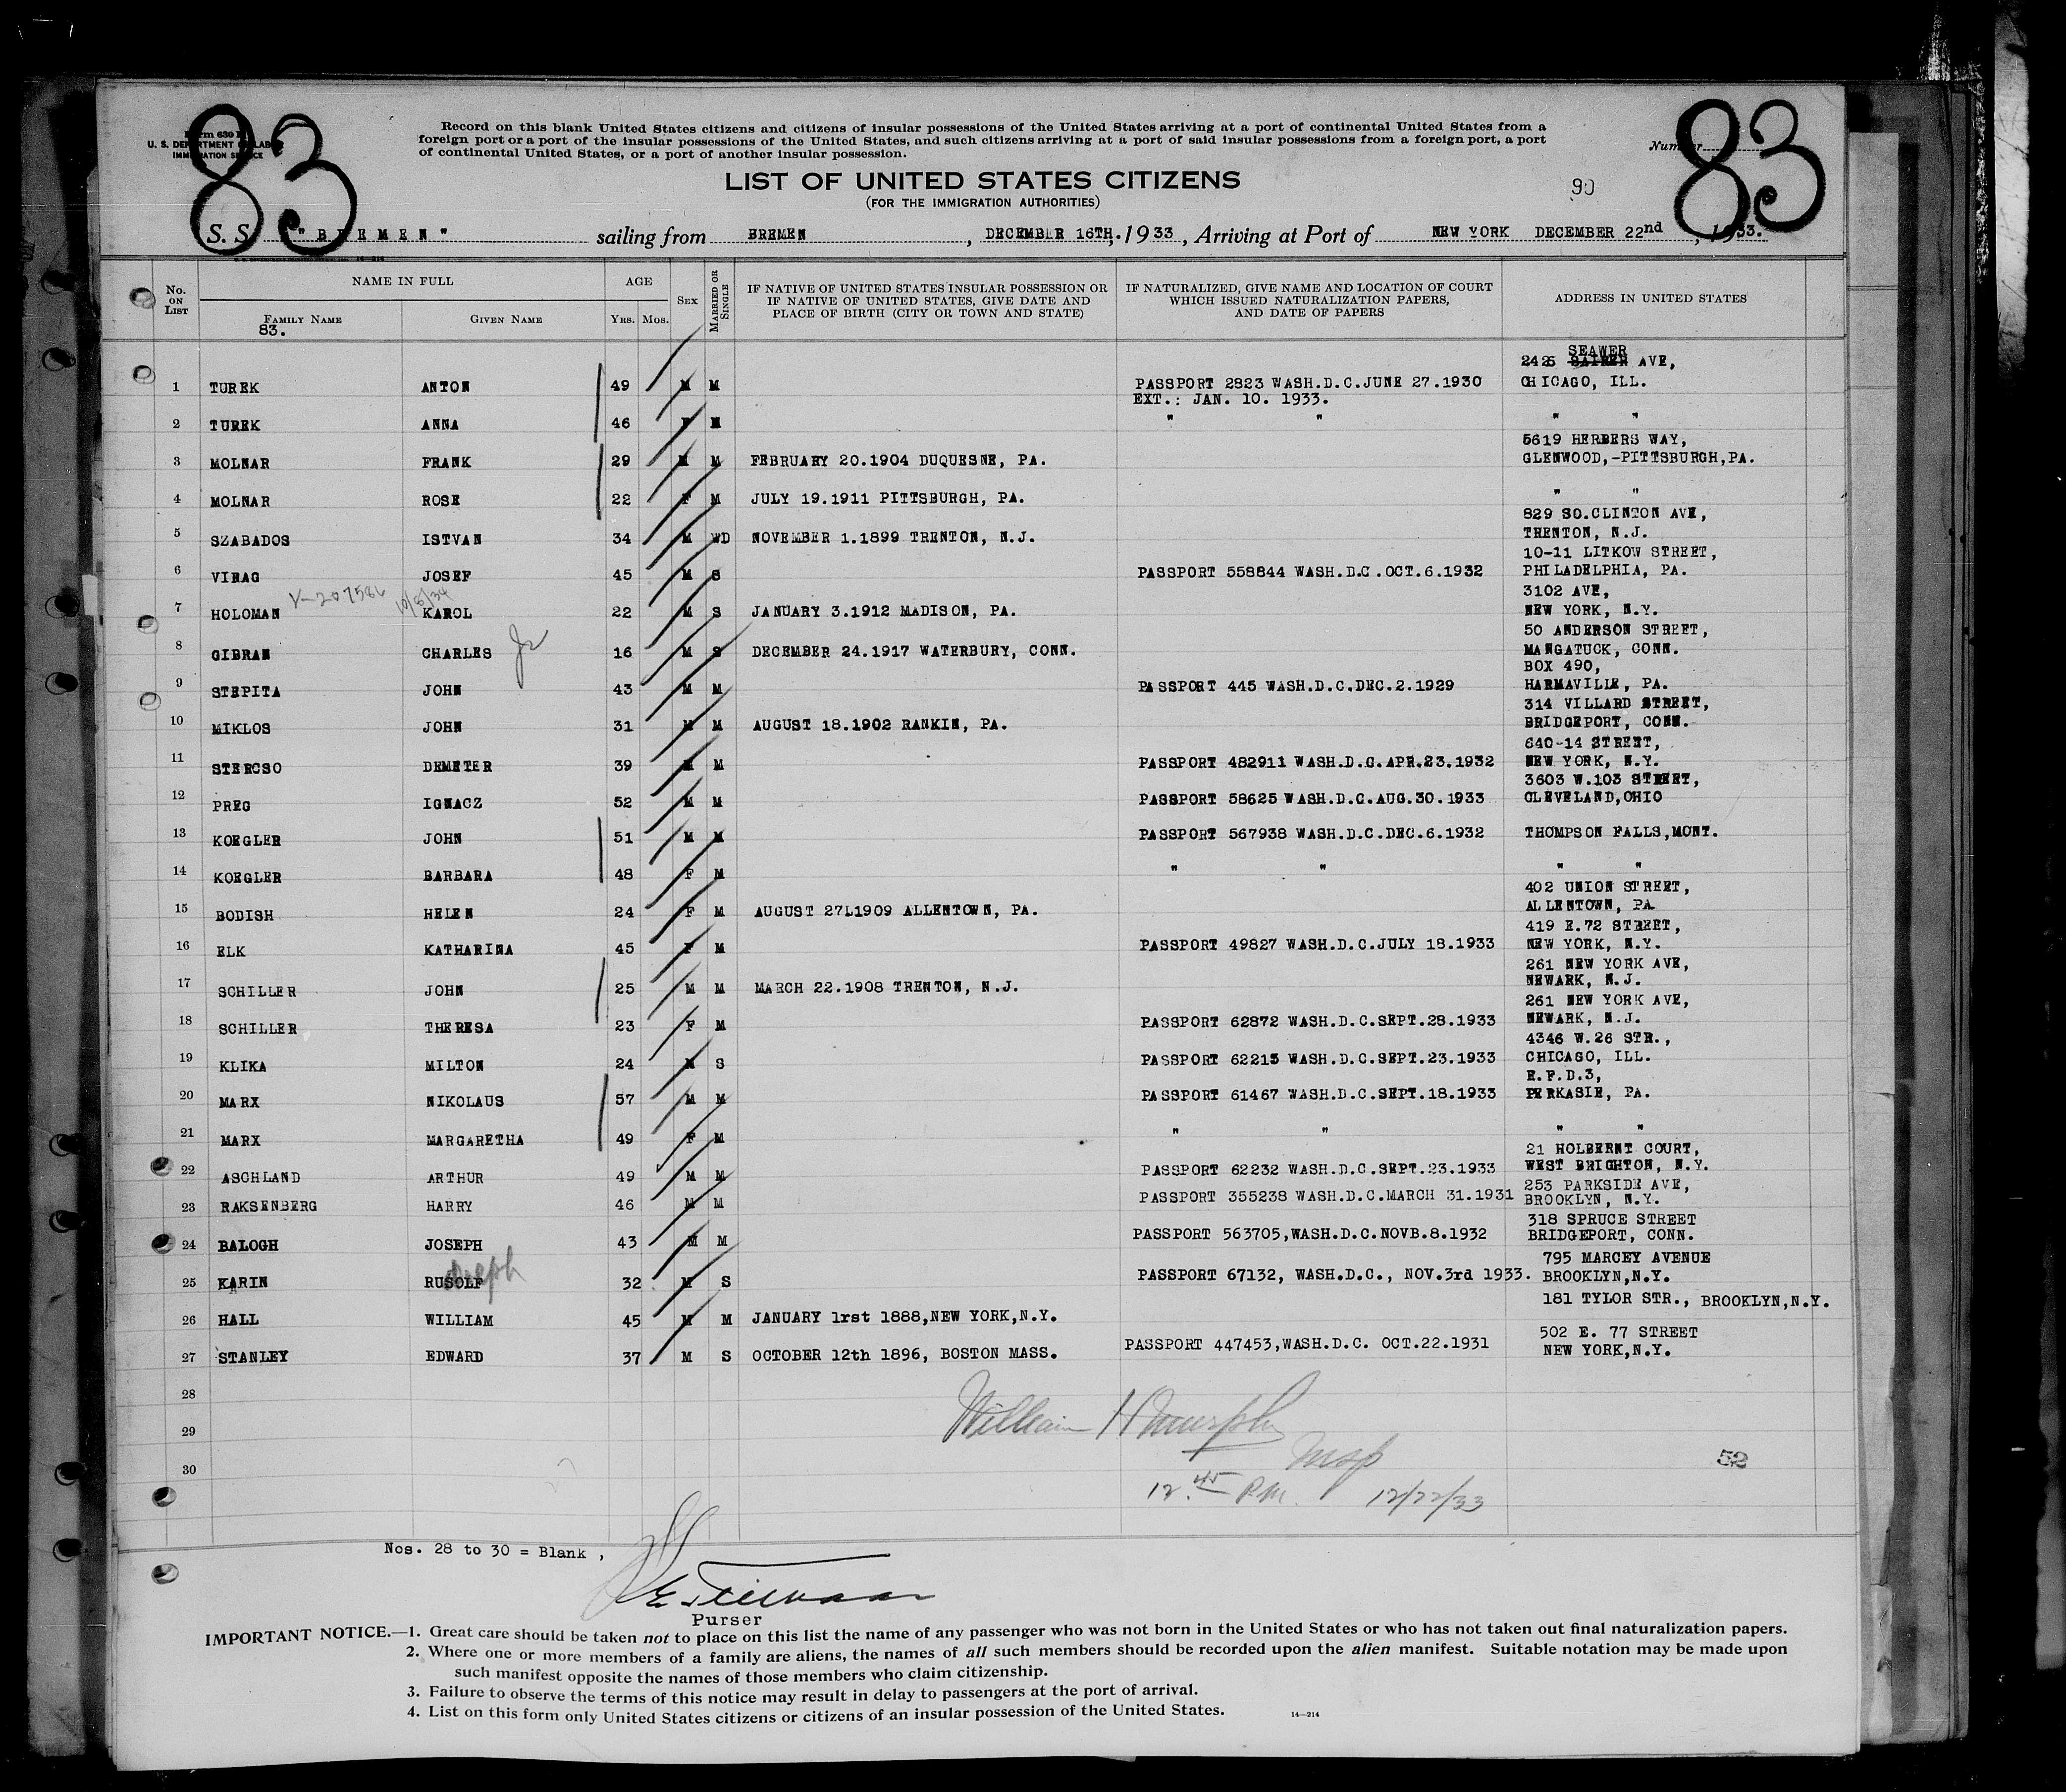 83
83
Form 630
U. S. DEPARTMENT OF LABOR
IMMIGRATION SERVICE
Record on this blank United States citizens and citizens of insular possessions of the United States arriving at a port of continental United States from a
foreign port or a port of the insular possessions of the United States, and such citizens arriving at a port of said insular possessions from a foreign port, a port
of continental United States, or a port of another insular possession.
Number
LIST OF UNITED STATES CITIZENS
(FOR THE IMMIGRATION AUTHORITIES)
90
S. S. "BREMEN" sailing from BREMEN, DECEMBER 16TH. 1933, Arriving at Port of NEW YORK DECEMBER 22nd, 1933.
No. ON LIST NAME IN FULL AGE SEX MARRIED OR SINGLE IF NATIVE OF UNITED STATES INSULAR POSSESSION OR IF NATIVE OF UNITED STATES, GIVE DATE AND PLACE OF BIRTH (CITY OR TOWN AND STATE) IF NATURALIZED, GIVE NAME AND LOCATION OF COURT WHICH ISSUED NATURALIZATION PAPERS, AND DATE OF PAPERS ADDRESS IN UNITED STATES
FAMILY NAME GIVEN NAME YRS. MOS.
83.
SEAWER
2425 AVE,
1 TUREK ANTON 49 M M PASSPORT 2823 WASH.D.C.JUNE 27.1930 CHICAGO, ILL.
EXT.: JAN. 10. 1933.
2 TUREK ANNA 46 F M " " " "
5619 HERBERS WAY,
3 MOLNAR FRANK 29 M M FEBRUARY 20.1904 DUQUESNE, PA. GLENWOOD,-PITTSBURGH,PA.
4 MOLNAR ROSE 22 F M JULY 19.1911 PITTSBURGH, PA. " "
829 SO.CLINTON AVE,
5 SZABADOS ISTVAN 34 M WD NOVEMBER 1.1899 TRENTON, N.J. TRENTON, N.J.
10-11 LITKOW STREET,
6 VIRAG JOSEF 45 M S PASSPORT 558844 WASH.D.C.OCT.6.1932 PHILADELPHIA, PA.
V-207586 10/8/34
3102 AVE,
7 HOLOMAN KAROL 22 M S JANUARY 3.1912 MADISON, PA. NEW YORK, N.Y.
50 ANDERSON STREET,
8 GIBRAN CHARLES Jr 16 M S DECEMBER 24.1917 WATERBURY, CONN. MANGATUCK, CONN.
BOX 490,
9 STEPITA JOHN 43 M M PASSPORT 445 WASH.D.C.DEC.2.1929 HARMAVILLE, PA.
314 VILLARD STREET,
10 MIKLOS JOHN 31 M M AUGUST 18.1902 RANKIN, PA. BRIDGEPORT, CONN.
640-14 STREET,
11 STERCSO DEMETER 39 M M PASSPORT 482911 WASH.D.C.APR.23.1932 NEW YORK, N.Y.
3603 W.103 STREET,
12 PREG IGNACZ 52 M M PASSPORT 58625 WASH.D.C.AUG.30.1933 CLEVELAND,OHIO
13 KOEGLER JOHN 51 M M PASSPORT 567938 WASH.D.C.DEC.6.1932 THOMPSON FALLS,MONT.
14 KOEGLER BARBARA 48 F M " " " "
402 UNION STREET,
15 BODISH HELEN 24 F M AUGUST 27L1909 ALLENTOWN, PA. ALLENTOWN, PA
419 E.72 STREET,
16 ELK KATHARINA 45 F M PASSPORT 49827 WASH.D.C.JULY 18.1933 NEW YORK, N.Y.
261 NEW YORK AVE,
17 SCHILLER JOHN 25 M M MARCH 22.1908 TRENTON, N.J. NEWARK, N.J.
261 NEW YORK AVE,
18 SCHILLER THERESA 23 F M PASSPORT 62872 WASH.D.C.SEPT.28.1933 NEWARK, N.J.
4346 W.26 STR.,
19 KLIKA MILTON 24 M S PASSPORT 62213 WASH.D.C.SEPT.23.1933 CHICAGO, ILL.
R.F.D.3,
20 MARX NIKOLAUS 57 M M PASSPORT 61467 WASH.D.C.SEPT.18.1933 PERKASIE, PA.
21 MARX MARGARETHA 49 F M " " " "
21 HOLBERNT COURT,
22 ASCHLAND ARTHUR 49 M M PASSPORT 62232 WASH.D.C.SEPT.23.1933 WEST BRIGHTON, N.Y.
253 PARKSIDE AVE,
23 RAKSENBERG HARRY 46 M M PASSPORT 355238 WASH.D.C.MARCH 31.1931 BROOKLYN, N.Y.
318 SPRUCE STREET
24 BALOGH JOSEPH 43 M M PASSPORT 563705,WASH.D.C.NOVB.8.1932 BRIDGEPORT, CONN.
795 MARCEY AVENUE
25 KARIN RUSOLF 32 M S PASSPORT 67132, WASH.D.C., NOV.3rd 1933. BROOKLYN,N.Y.
181 TYLOR STR., BROOKLYN,N.Y.
26 HALL WILLIAM 45 M M JANUARY 1rst 1888,NEW YORK,N.Y.
502 E. 77 STREET
27 STANLEY EDWARD 37 M S OCTOBER 12th 1896, BOSTON MASS. PASSPORT 447453,WASH.D.C. OCT.22.1931 NEW YORK,N.Y.
28
29 William H Murphy
30 Insp
52
12.45 P.M. 12/22/33
Nos. 28 to 30 = Blank,
Purser
IMPORTANT NOTICE.—1. Great care should be taken not to place on this list the name of any passenger who was not born in the United States or who has not taken out final naturalization papers.
2. Where one or more members of a family are aliens, the names of all such members should be recorded upon the alien manifest. Suitable notation may be made upon
such manifest opposite the names of those members who claim citizenship.
3. Failure to observe the terms of this notice may result in delay to passengers at the port of arrival.
4. List on this form only United States citizens or citizens of an insular possession of the United States.
14—214